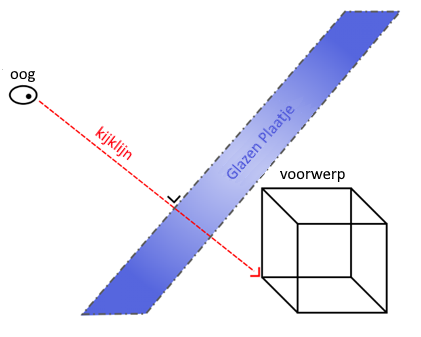 oog
kijklijn
Glazen Plaatje
voorwerp